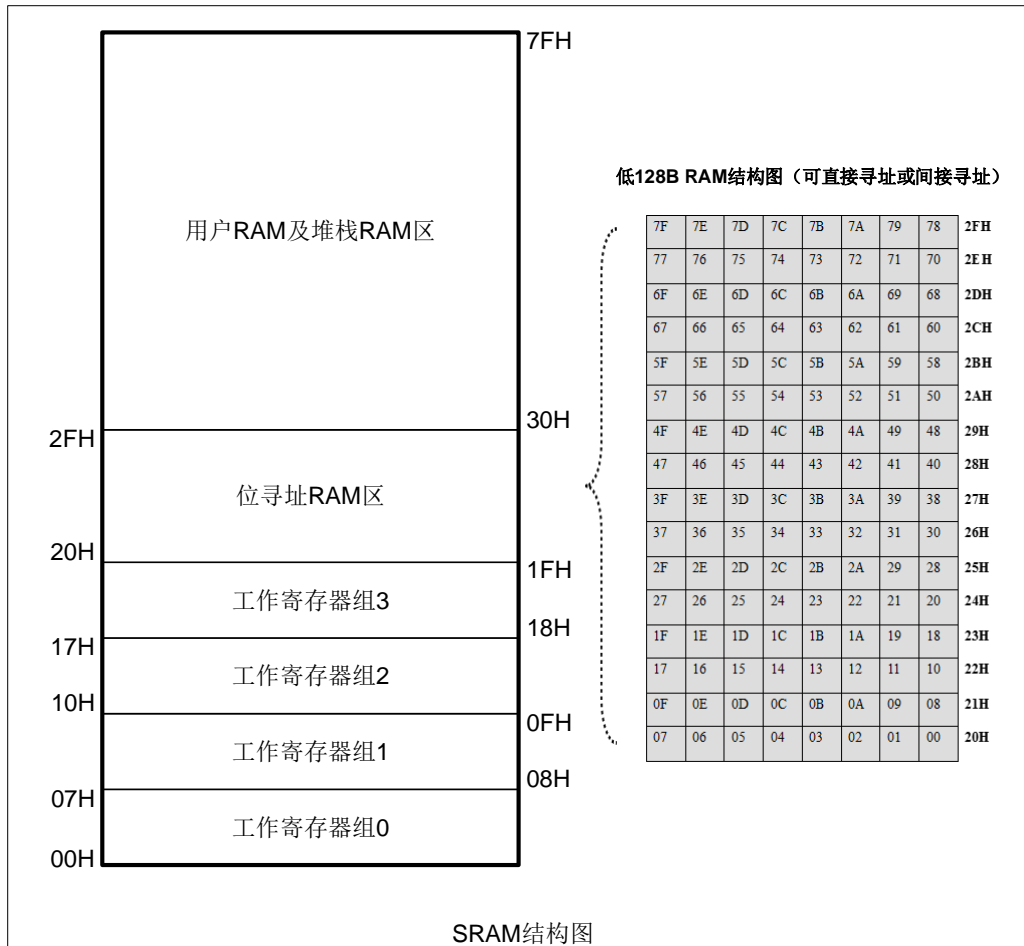 7FH
用户RAM及堆栈RAM区
30H
2FH
位寻址RAM区
20H
1FH
工作寄存器组3
18H
17H
工作寄存器组2
10H
0FH
工作寄存器组1
08H
07H
工作寄存器组0
00H
低128B RAM结构图（可直接寻址或间接寻址）
7F 7E 7D 7C 7B 7A 79 78 2FH
77 76 75 74 73 72 71 70 2EH
6F 6E 6D 6C 6B 6A 69 68 2DH
67 66 65 64 63 62 61 60 2CH
5F 5E 5D 5C 5B 5A 59 58 2BH
57 56 55 54 53 52 51 50 2AH
4F 4E 4D 4C 4B 4A 49 48 29H
47 46 45 44 43 42 41 40 28H
3F 3E 3D 3C 3B 3A 39 38 27H
37 36 35 34 33 32 31 30 26H
2F 2E 2D 2C 2B 2A 29 28 25H
27 26 25 24 23 22 21 20 24H
1F 1E 1D 1C 1B 1A 19 18 23H
17 16 15 14 13 12 11 10 22H
0F 0E 0D 0C 0B 0A 09 08 21H
07 06 05 04 03 02 01 00 20H
SRAM结构图